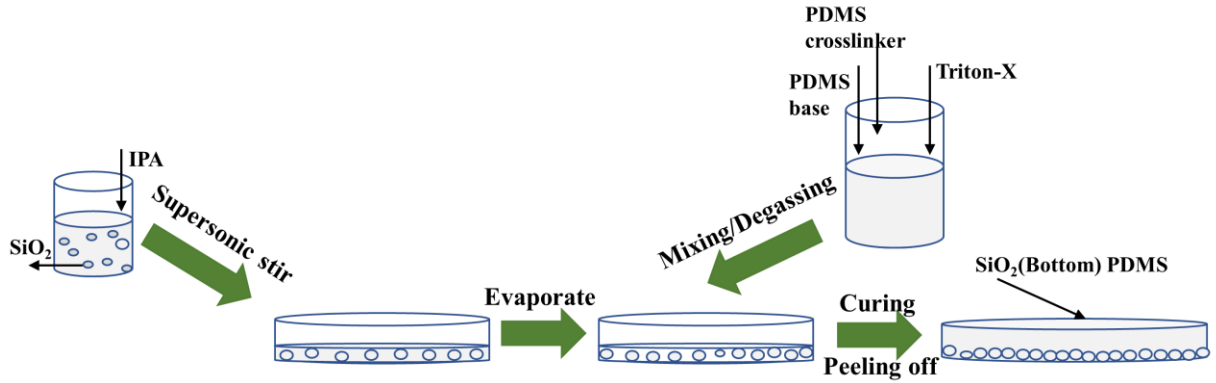 PDMS
crosslinker
PDMS
base
Triton-X
IPA
SiO₂
Supersonic stir
Mixing/Degassing
Evaporate
Curing
Peeling off
SiO₂(Bottom) PDMS